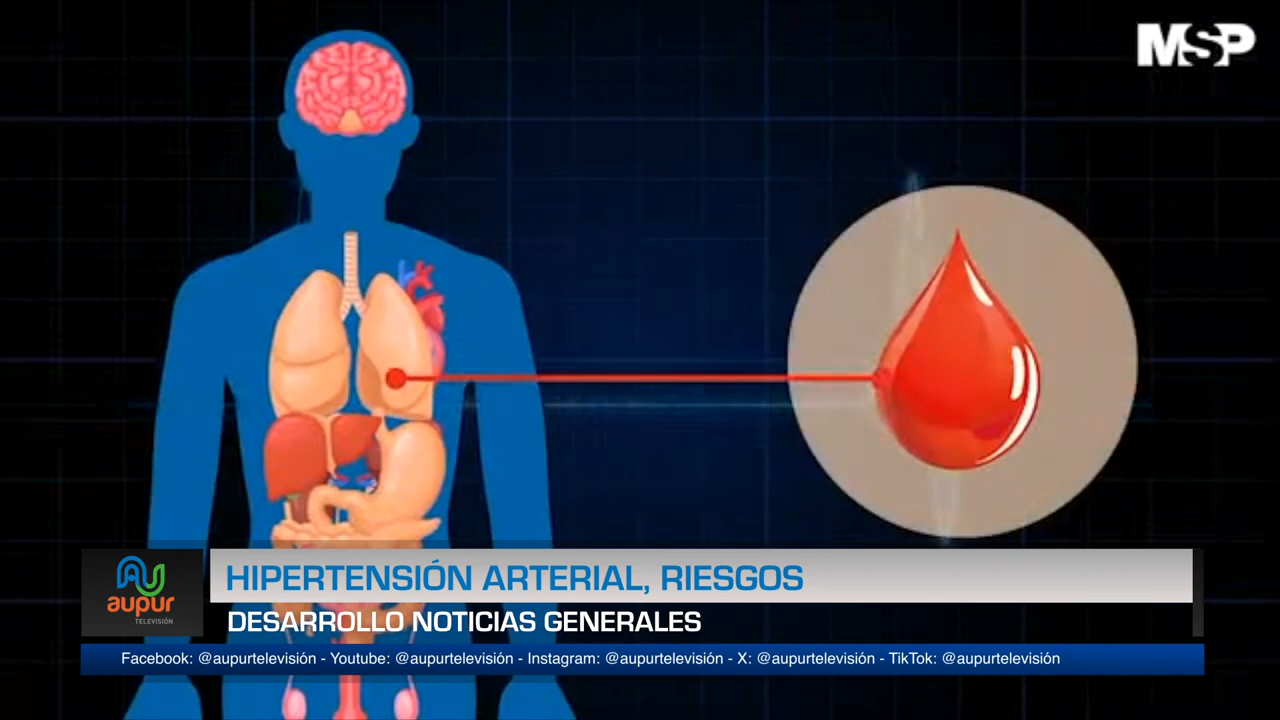 MSP
HIPERTENSIÓN ARTERIAL, RIESGOS
aupur
TELEVISIÓN
DESARROLLO NOTICIAS GENERALES
Facebook: @aupurtelevisión - Youtube: @aupurtelevisión - Instagram: @aupurtelevisión - X: @aupurtelevisión - TikTok: @aupurtelevisión